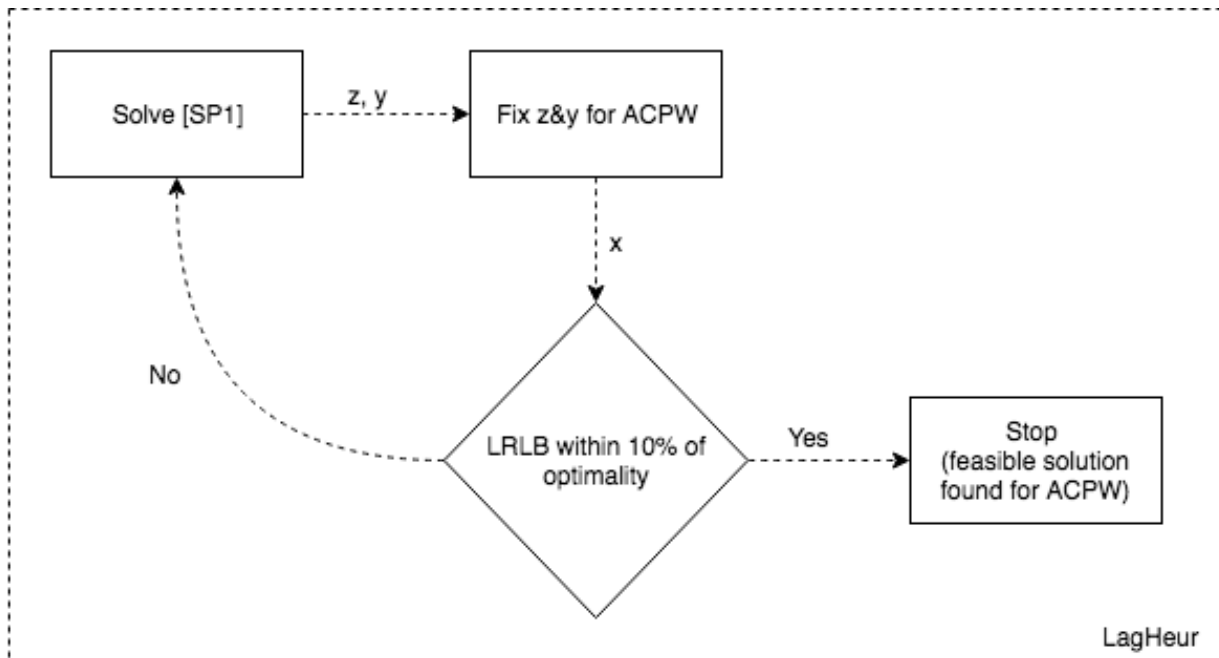 Solve [SP1]
z, y
Fix z&y for ACPW
x
No
LRLB within 10% of
optimality
Yes
Stop
(feasible solution
found for ACPW)
LagHeur